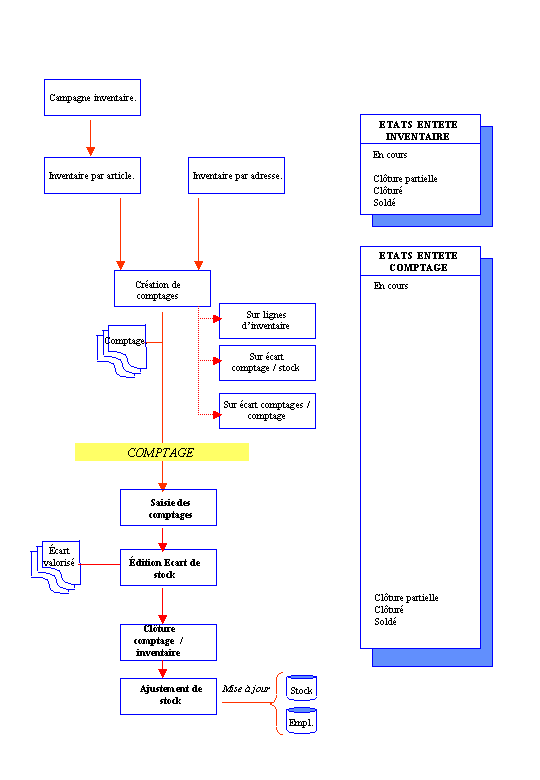 Campagne inventaire.
Inventaire par article.
Inventaire par adresse.
Création de
comptages
Sur lignes
d'inventaire
Comptage
Sur écart
comptage / stock
Sur écart comptages /
comptage
COMPTAGE
Saisie des
comptages
Écart
valorisé
Édition Ecart de
stock
Clôture
comptage /
inventaire
Ajustement de
stock
Mise à jour
Stock
Empl.
ETATS ENTETE
INVENTAIRE
En cours
Clôture partielle
Clôturé
Soldé
ETATS ENTETE
COMPTAGE
En cours
Clôture partielle
Clôturé
Soldé